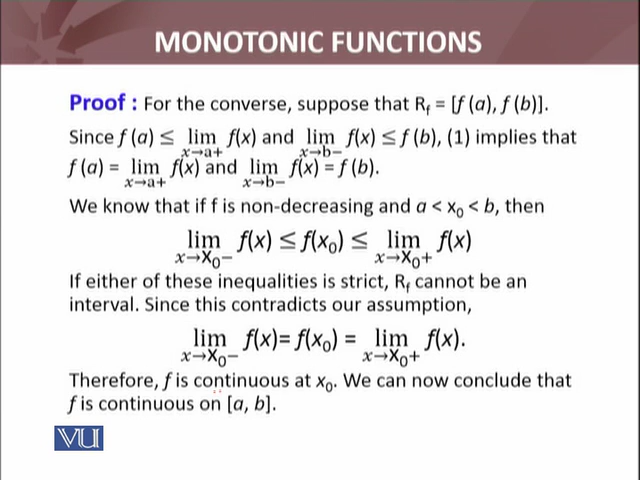 MONOTONIC FUNCTIONS
Proof : For the converse, suppose that R_f = [f (a), f (b)].
Since f (a) ≤ lim_{x→a+} f(x) and lim_{x→b−} f(x) ≤ f (b), (1) implies that
f (a) = lim_{x→a+} f(x) and lim_{x→b−} f(x) = f (b).
We know that if f is non-decreasing and a < x₀ < b, then
lim_{x→X₀−} f(x) ≤ f(x₀) ≤ lim_{x→X₀+} f(x)
If either of these inequalities is strict, R_f cannot be an
interval. Since this contradicts our assumption,
lim_{x→X₀−} f(x)= f(x₀) = lim_{x→X₀+} f(x).
Therefore, f is continuous at x₀. We can now conclude that
f is continuous on [a, b].
VU